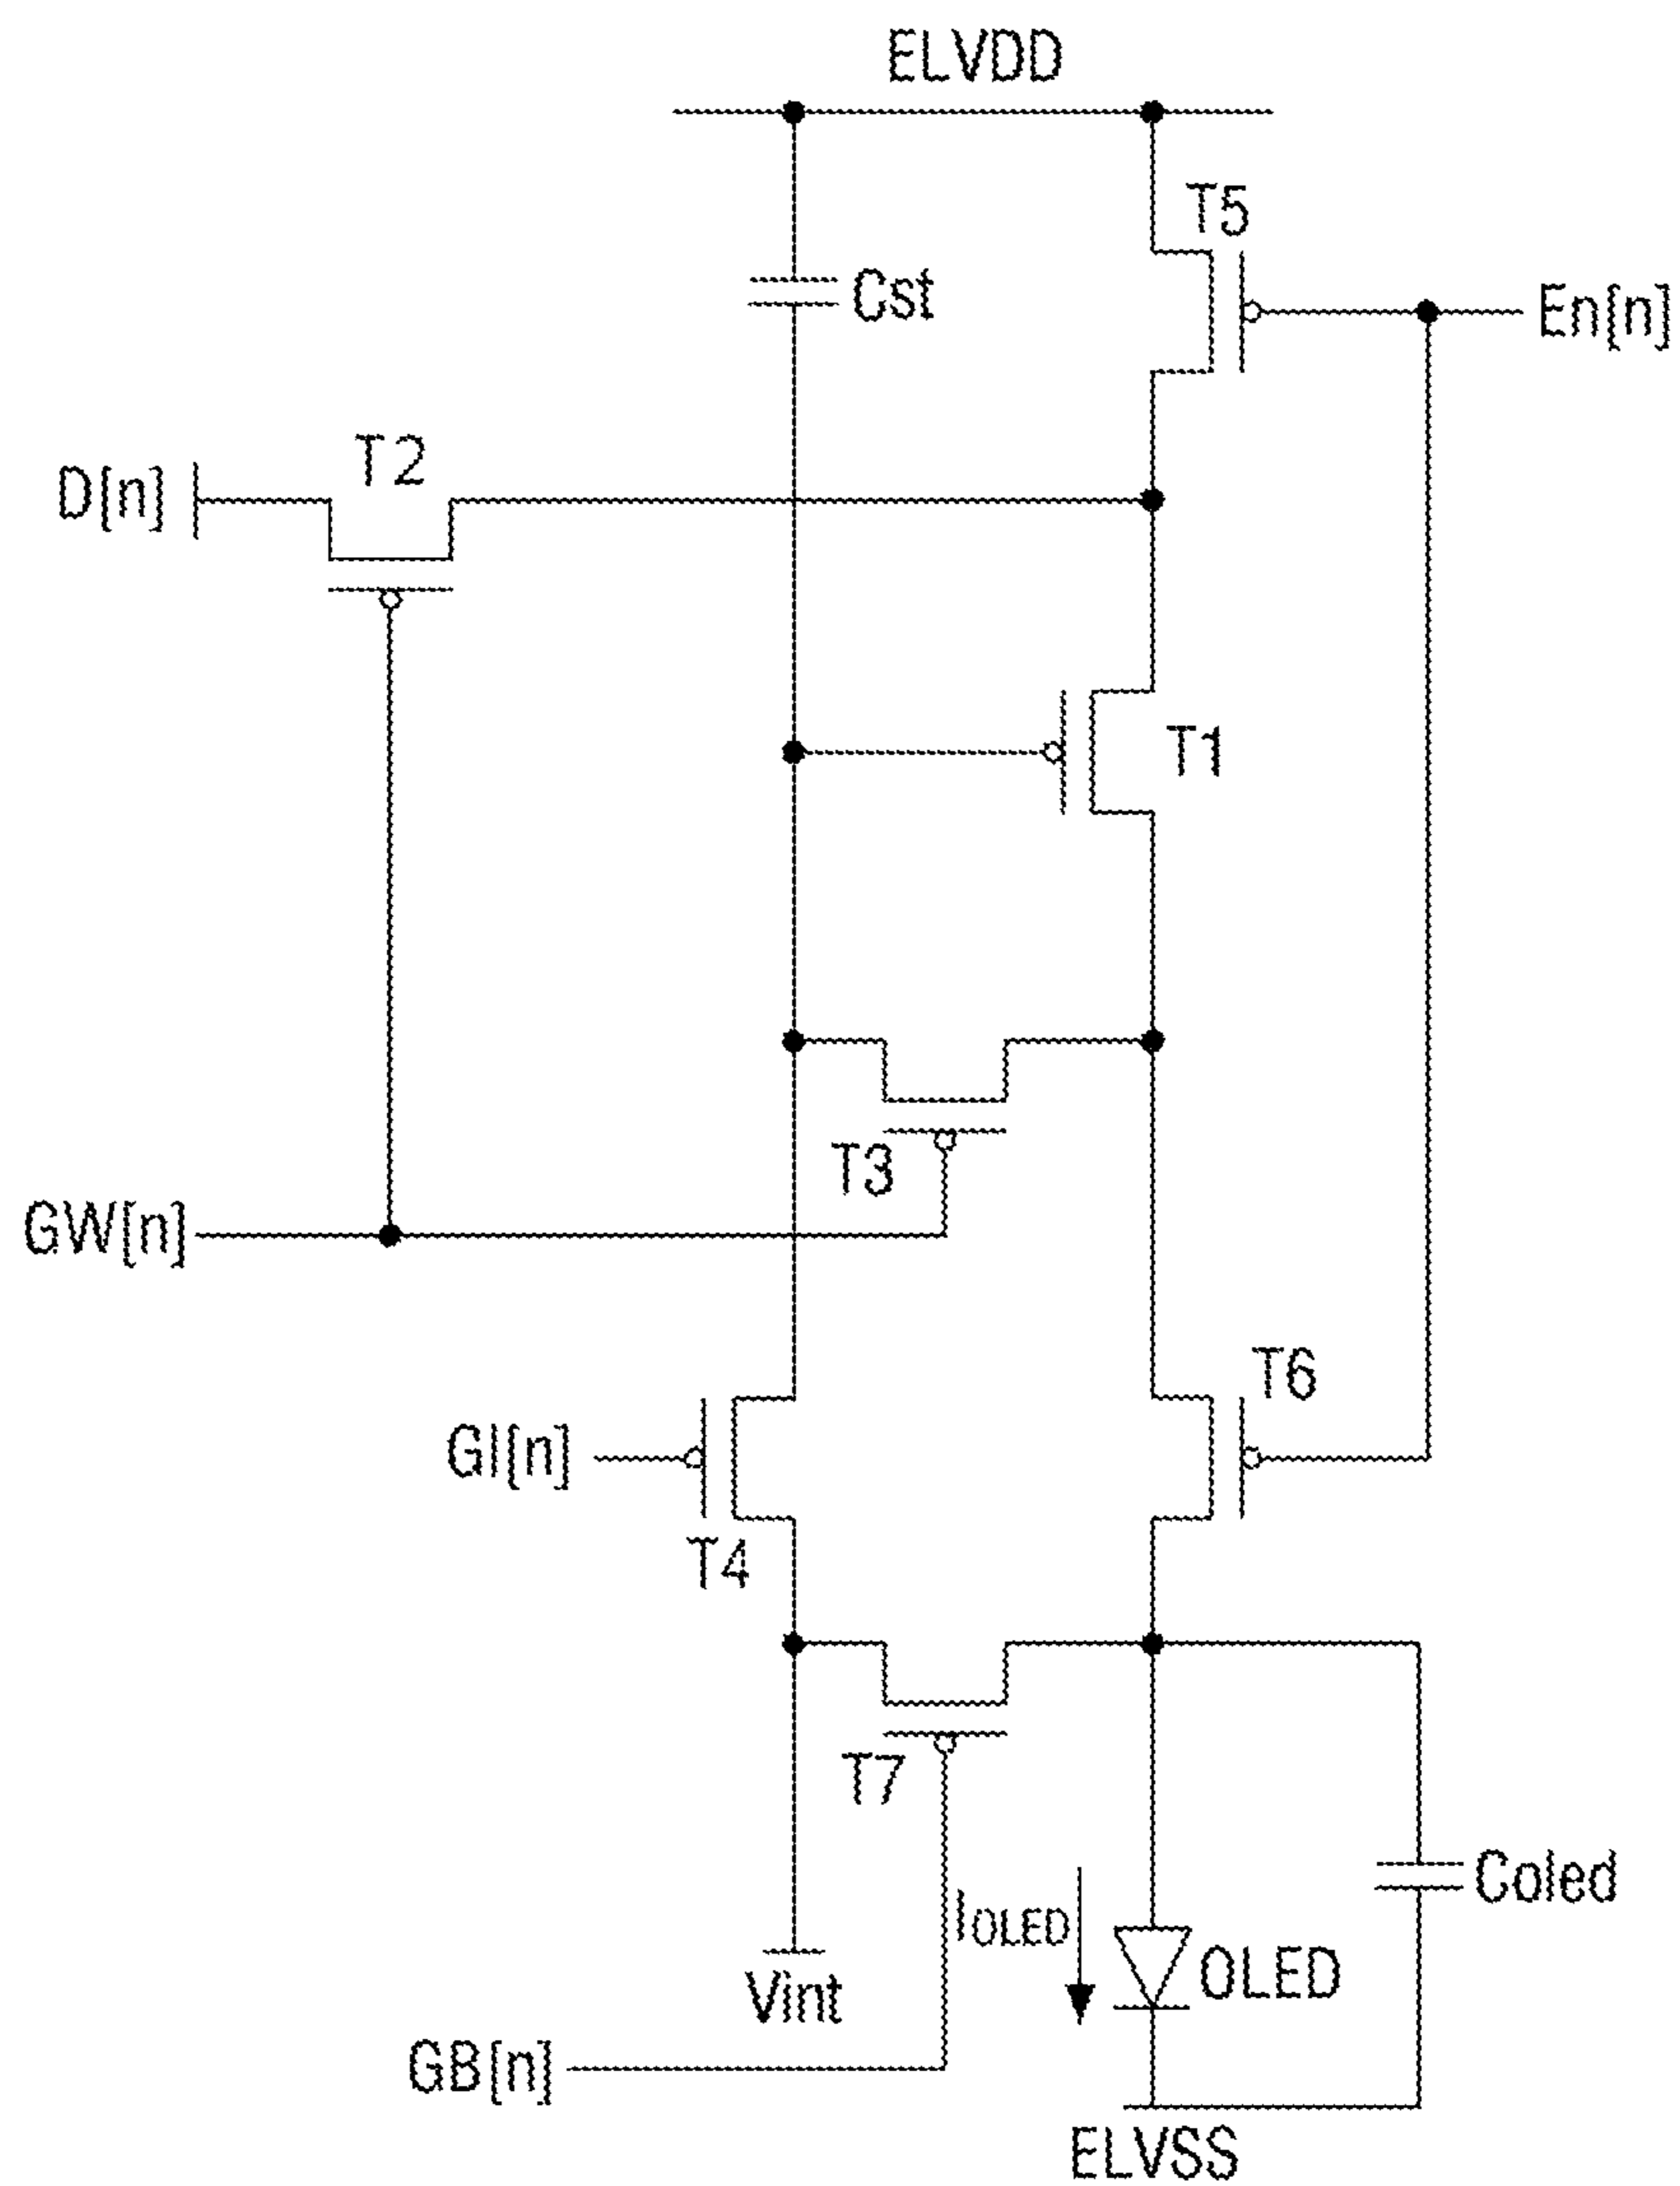 ELVDD
T5
Cst
En[n]
T2
D[n]
T1
T3
GW[n]
T6
GI[n]
T4
T7
Coled
IOLED
OLED
Vint
GB[n]
ELVSS